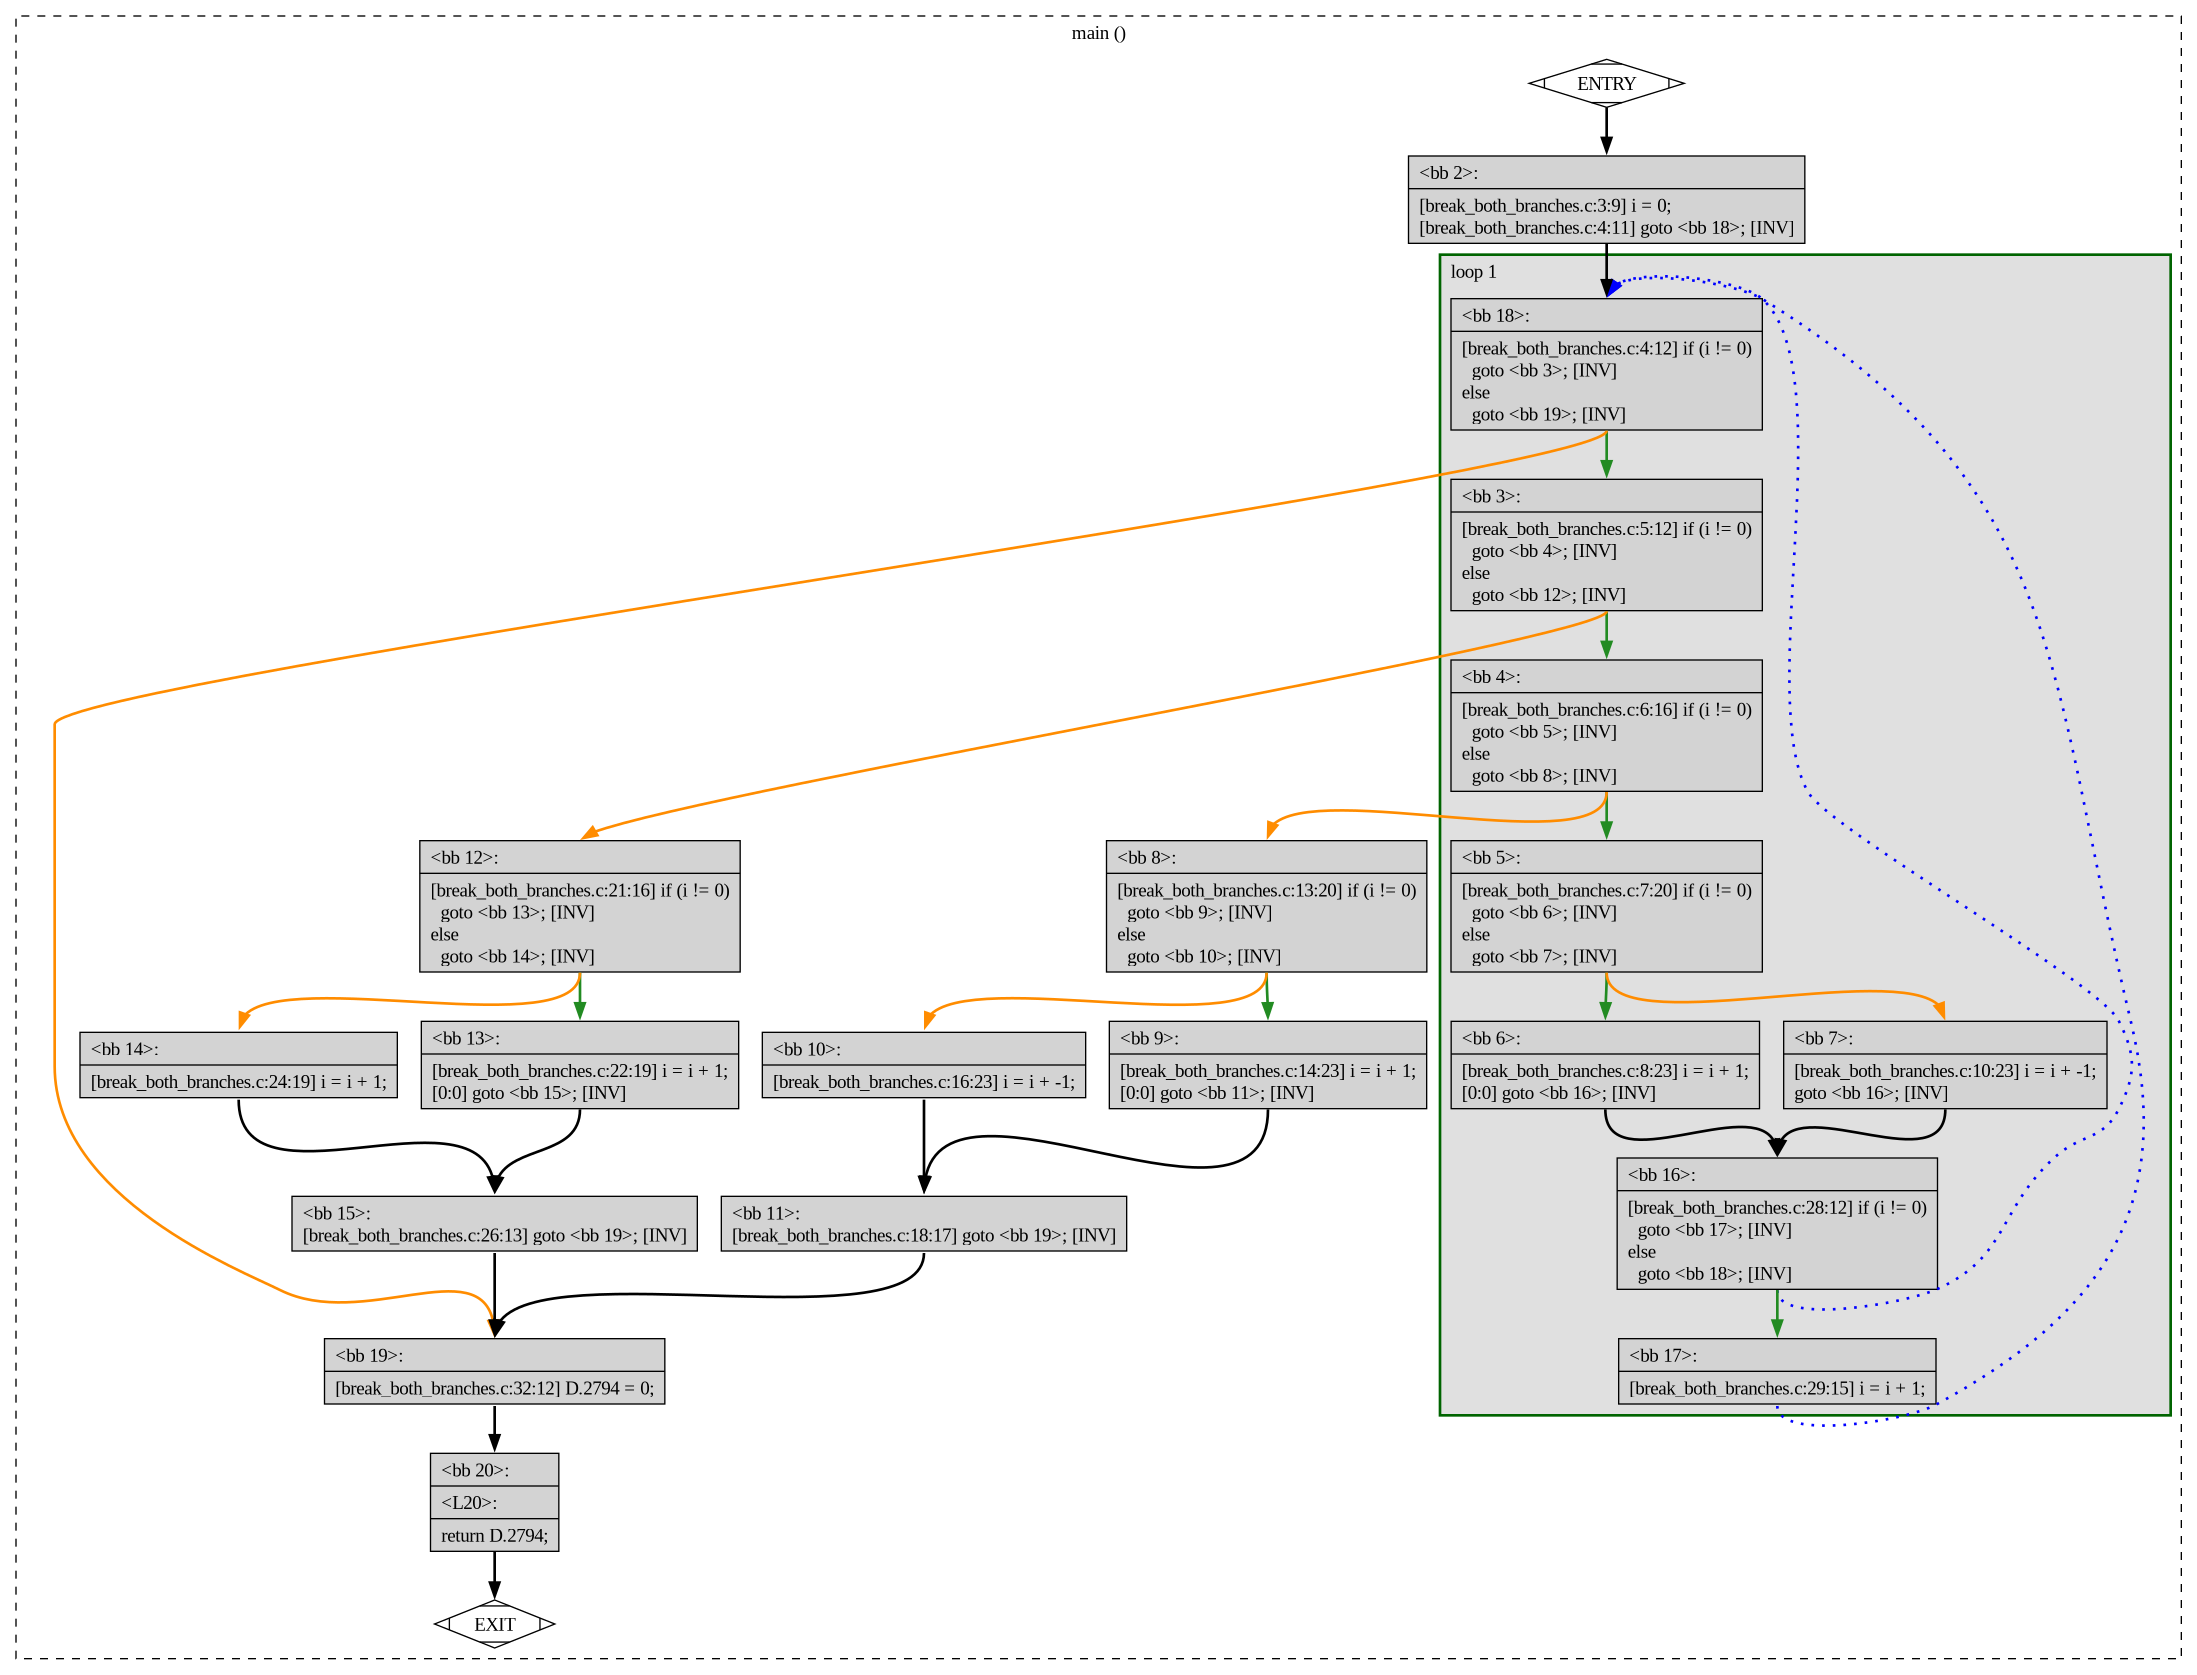 main ()
ENTRY
<bb 2>:
[break_both_branches.c:3:9] i = 0;
[break_both_branches.c:4:11] goto <bb 18>; [INV]
loop 1
<bb 18>:
[break_both_branches.c:4:12] if (i != 0)
goto <bb 3>; [INV]
else
goto <bb 19>; [INV]
<bb 3>:
[break_both_branches.c:5:12] if (i != 0)
goto <bb 4>; [INV]
else
goto <bb 12>; [INV]
<bb 4>:
[break_both_branches.c:6:16] if (i != 0)
goto <bb 5>; [INV]
else
goto <bb 8>; [INV]
<bb 12>:
[break_both_branches.c:21:16] if (i != 0)
goto <bb 13>; [INV]
else
goto <bb 14>; [INV]
<bb 8>:
[break_both_branches.c:13:20] if (i != 0)
goto <bb 9>; [INV]
else
goto <bb 10>; [INV]
<bb 5>:
[break_both_branches.c:7:20] if (i != 0)
goto <bb 6>; [INV]
else
goto <bb 7>; [INV]
<bb 14>:
[break_both_branches.c:24:19] i = i + 1;
<bb 13>:
[break_both_branches.c:22:19] i = i + 1;
[0:0] goto <bb 15>; [INV]
<bb 10>:
[break_both_branches.c:16:23] i = i + -1;
<bb 9>:
[break_both_branches.c:14:23] i = i + 1;
[0:0] goto <bb 11>; [INV]
<bb 6>:
[break_both_branches.c:8:23] i = i + 1;
[0:0] goto <bb 16>; [INV]
<bb 7>:
[break_both_branches.c:10:23] i = i + -1;
goto <bb 16>; [INV]
<bb 15>:
[break_both_branches.c:26:13] goto <bb 19>; [INV]
<bb 11>:
[break_both_branches.c:18:17] goto <bb 19>; [INV]
<bb 16>:
[break_both_branches.c:28:12] if (i != 0)
goto <bb 17>; [INV]
else
goto <bb 18>; [INV]
<bb 19>:
[break_both_branches.c:32:12] D.2794 = 0;
<bb 17>:
[break_both_branches.c:29:15] i = i + 1;
<bb 20>:
<L20>:
return D.2794;
EXIT